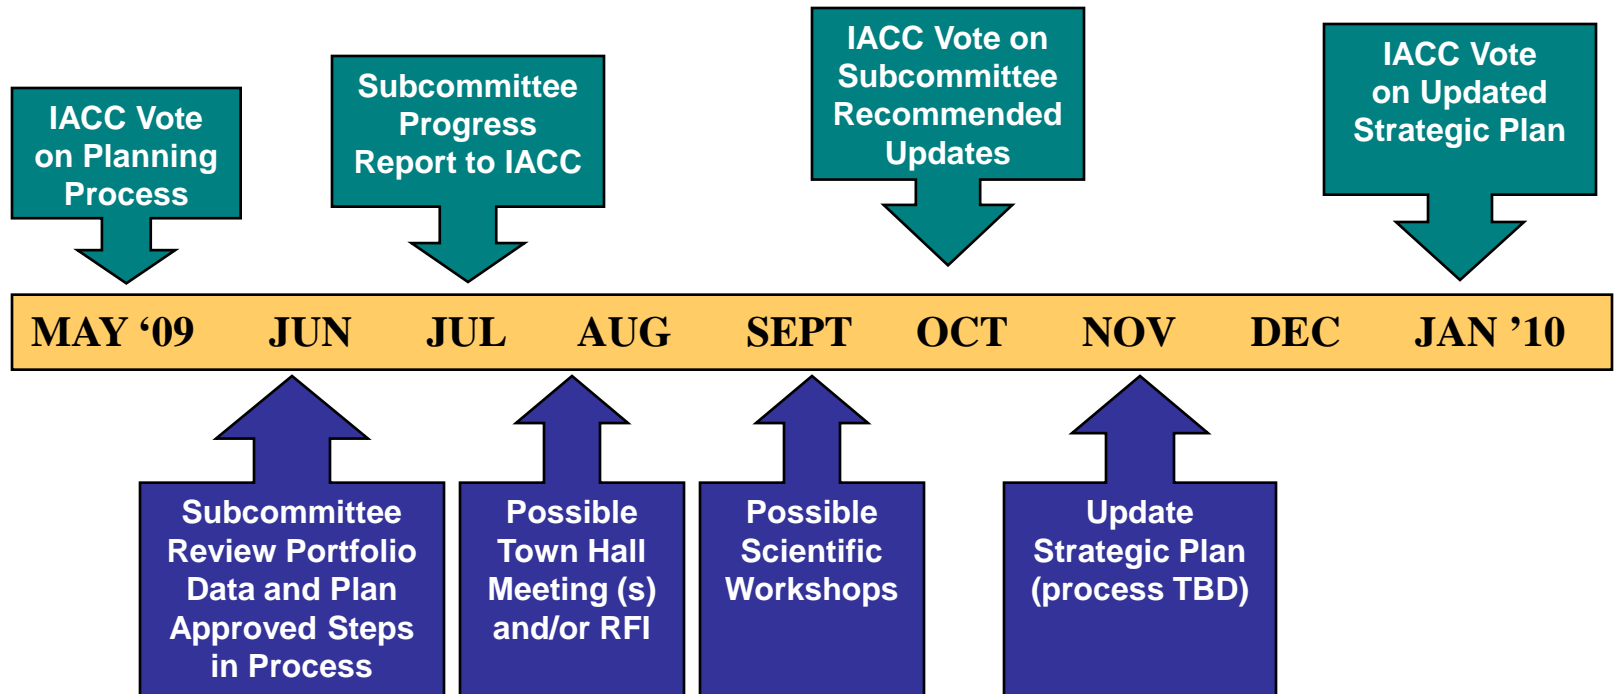 IACC Vote
on Planning
Process
Subcommittee
Progress
Report to IACC
IACC Vote on
Subcommittee
Recommended
Updates
IACC Vote
on Updated
Strategic Plan
MAY ‘09 JUN JUL AUG SEPT OCT NOV DEC JAN ’10
Subcommittee
Review Portfolio
Data and Plan
Approved Steps
in Process
Possible
Town Hall
Meeting (s)
and/or RFI
Possible
Scientific
Workshops
Update
Strategic Plan
(process TBD)